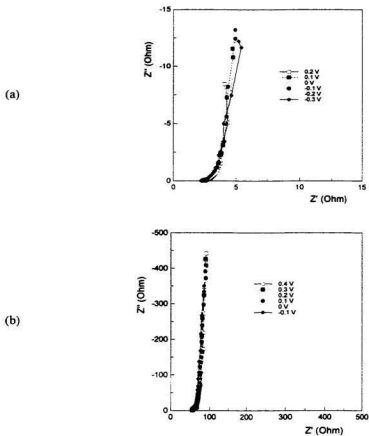 (a)
Z'' (Ohm)
-15
-10
-5
0
0.2 V
0.1 V
0 V
-0.1 V
-0.2 V
-0.3 V
0 5 10 15
Z' (Ohm)
(b)
Z'' (Ohm)
-500
-400
-300
-200
-100
0
0.4 V
0.3 V
0.2 V
0.1 V
0 V
-0.1 V
0 100 200 300 400 500
Z' (Ohm)